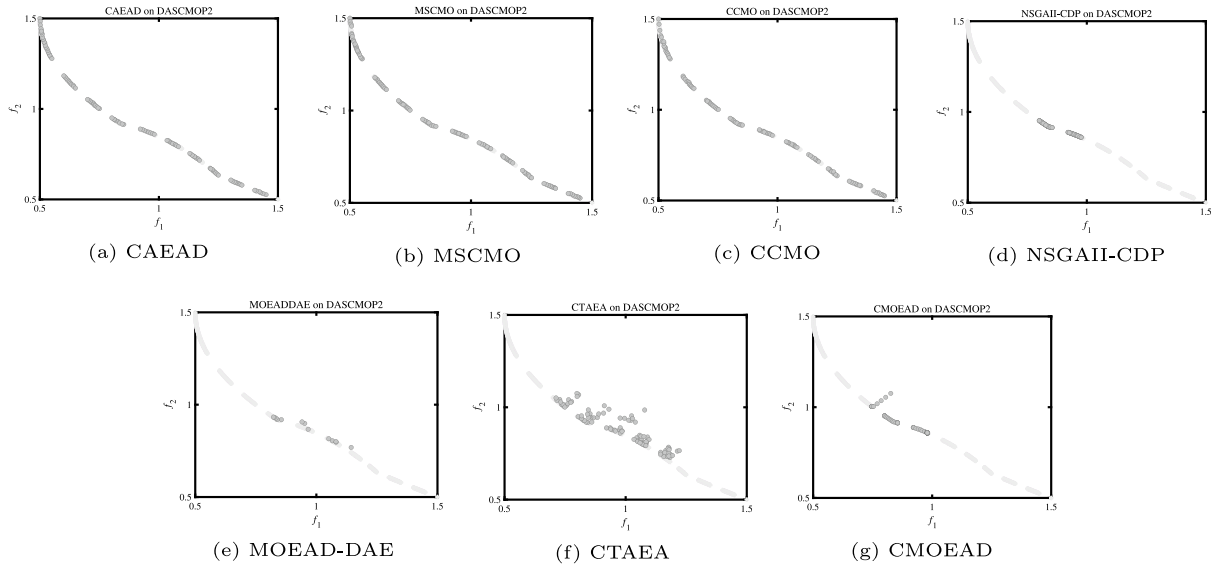 CAEAD on DASCMOP2
1.5
f2
1
0.5
0.5
1
1.5
f1
(a) CAEAD
MSCMO on DASCMOP2
1.5
f2
1
0.5
0.5
1
1.5
f1
(b) MSCMO
CCMO on DASCMOP2
1.5
f2
1
0.5
0.5
1
1.5
f1
(c) CCMO
NSGAII-CDP on DASCMOP2
1.5
f2
1
0.5
0.5
1
1.5
f1
(d) NSGAII-CDP
MOEADDAE on DASCMOP2
1.5
f2
1
0.5
0.5
1
1.5
f1
(e) MOEAD-DAE
CTAEA on DASCMOP2
1.5
f2
1
0.5
0.5
1
1.5
f1
(f) CTAEA
CMOEAD on DASCMOP2
1.5
f2
1
0.5
0.5
1
1.5
f1
(g) CMOEAD